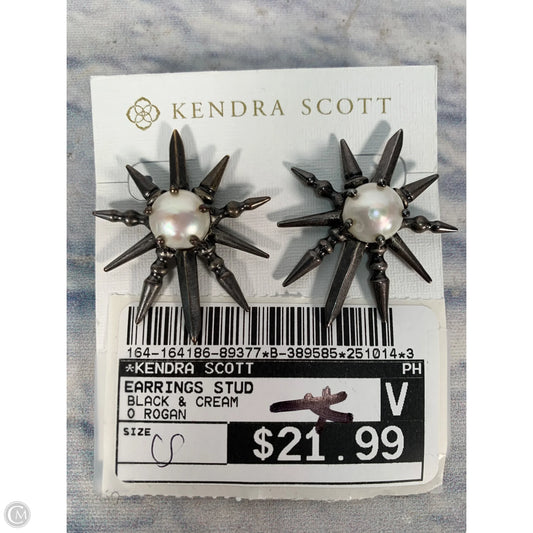 KENDRA SCOTT
164-164186-89377*B-389585*251014*3
*KENDRA SCOTT PH
EARRINGS STUD
BLACK & CREAM V
O ROGAN
SIZE
$21.99
CM